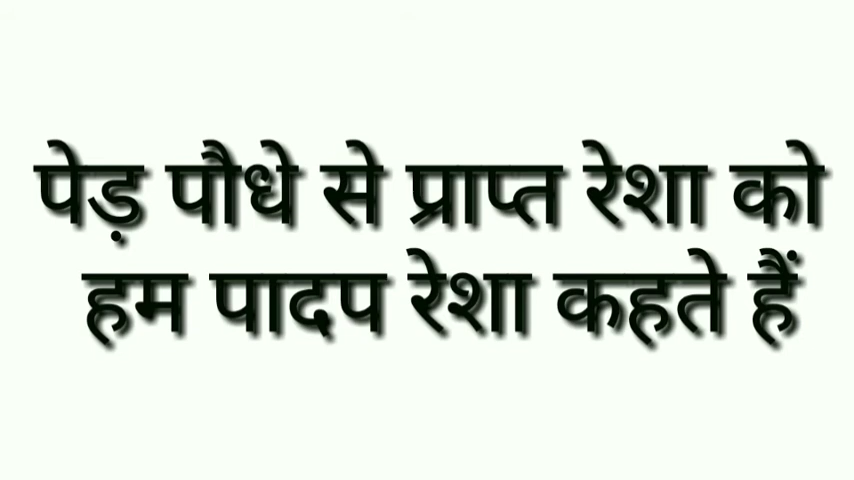 पेड़ पौधे से प्राप्त रेशा को
हम पादप रेशा कहते हैं